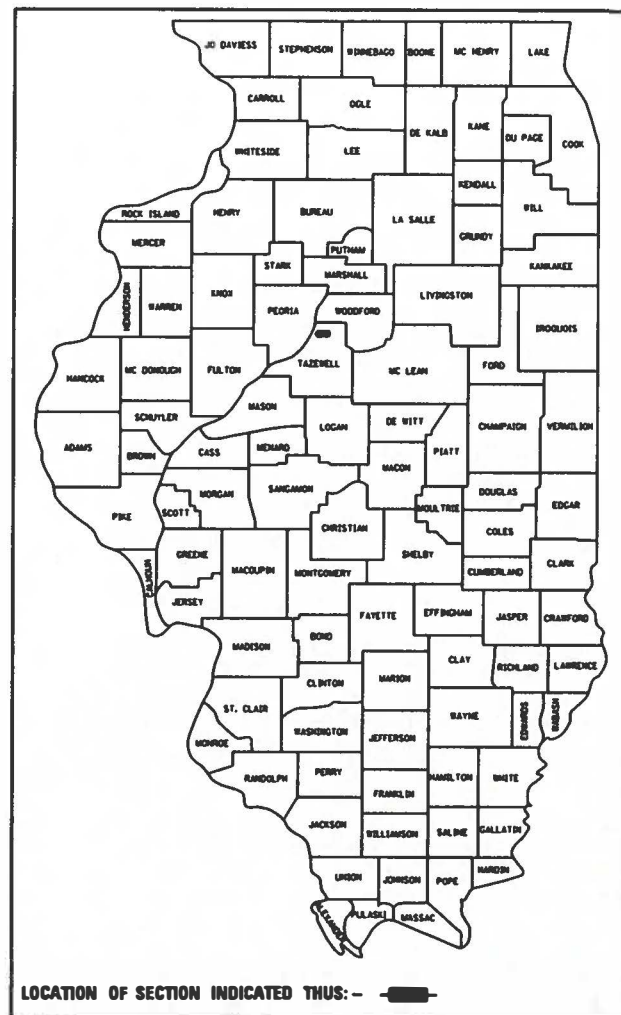 JO DAVIESS STEPHENSON WINNEBAGO BOONE MC HENRY LAKE
CARROLL OGLE DE KALB KANE DU PAGE COOK
WHITESIDE LEE
KENDALL WILL
ROCK ISLAND HENRY BUREAU LA SALLE GRUNDY
MERCER PUTNAM
STARK MARSHALL KANKAKEE
HENDERSON WARREN KNOX PEORIA WOODFORD LIVINGSTON IROQUOIS
HANCOCK MC DONOUGH FULTON TAZEWELL MC LEAN FORD
MASON
SCHUYLER LOGAN DE WITT CHAMPAIGN VERMILION
ADAMS BROWN CASS MENARD MACON PIATT
PIKE SCOTT MORGAN SANGAMON CHRISTIAN MOULTRIE DOUGLAS EDGAR
COLES
CALHOUN GREENE MACOUPIN MONTGOMERY SHELBY CUMBERLAND CLARK
JERSEY
FAYETTE EFFINGHAM JASPER CRAWFORD
MADISON BOND
CLAY RICHLAND LAWRENCE
CLINTON MARION
ST. CLAIR WAYNE EDWARDS WABASH
MONROE WASHINGTON JEFFERSON
RANDOLPH PERRY HAMILTON WHITE
FRANKLIN
JACKSON WILLIAMSON SALINE GALLATIN
UNION JOHNSON POPE HARDIN
ALEXANDER PULASKI MASSAC
LOCATION OF SECTION INDICATED THUS: -